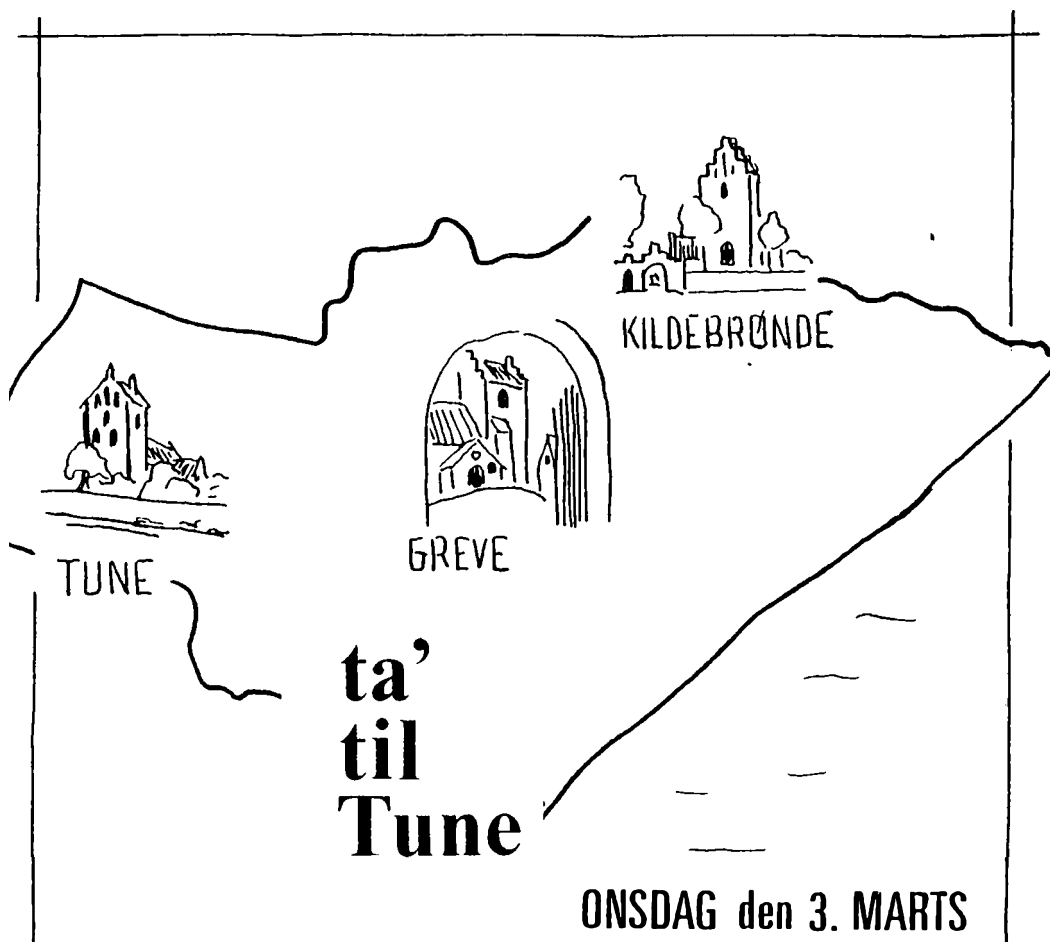 KILDEBRØNDE
GREVE
TUNE
ta'
til
Tune
ONSDAG den 3. MARTS